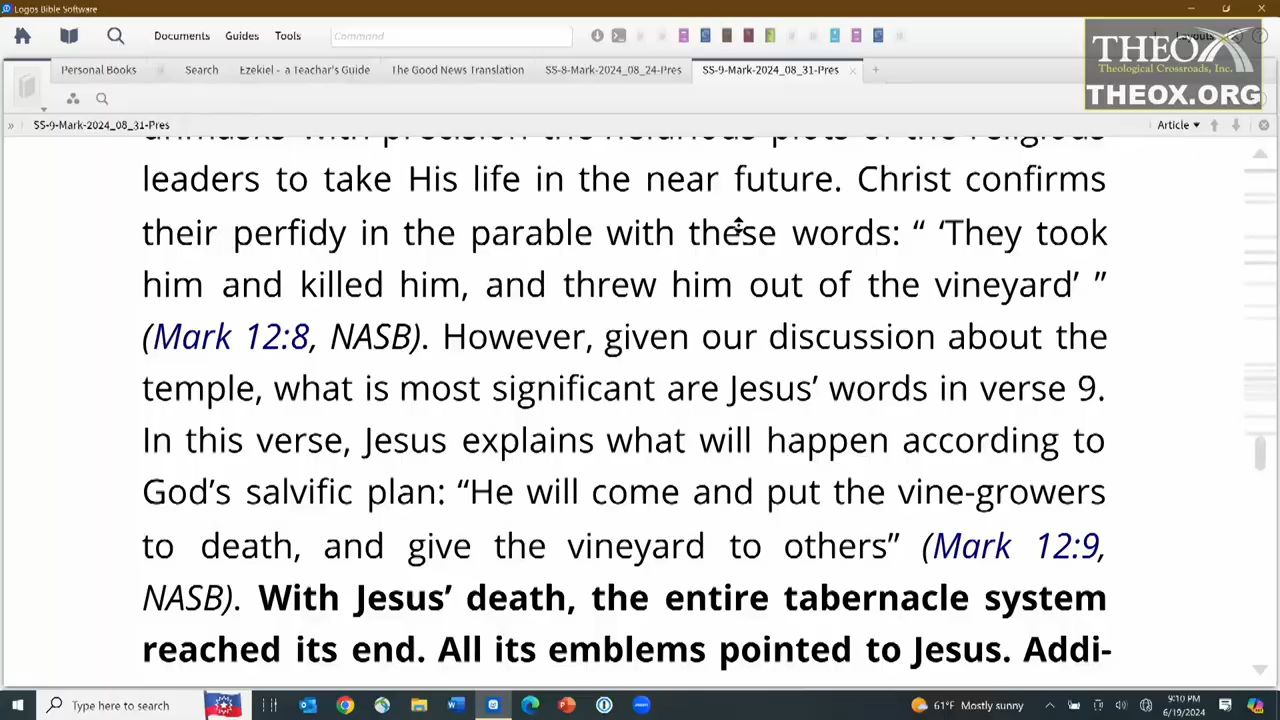 Logos Bible Software
Documents Guides Tools Command Layouts
THEOX
Theological Crossroads, Inc.
THEOX.ORG
Personal Books Search Ezekiel - a Teacher's Guide SS-8-Mark-2024_08_24-Pres SS-9-Mark-2024_08_31-Pres
SS-9-Mark-2024_08_31-Pres Article
leaders to take His life in the near future. Christ confirms
their perfidy in the parable with these words: “ ‘They took
him and killed him, and threw him out of the vineyard’ ”
(Mark 12:8, NASB). However, given our discussion about the
temple, what is most significant are Jesus’ words in verse 9.
In this verse, Jesus explains what will happen according to
God’s salvific plan: “He will come and put the vine-growers
to death, and give the vineyard to others” (Mark 12:9,
NASB). With Jesus’ death, the entire tabernacle system
reached its end. All its emblems pointed to Jesus. Addi-
Type here to search 61°F Mostly sunny 9:10 PM
6/19/2024